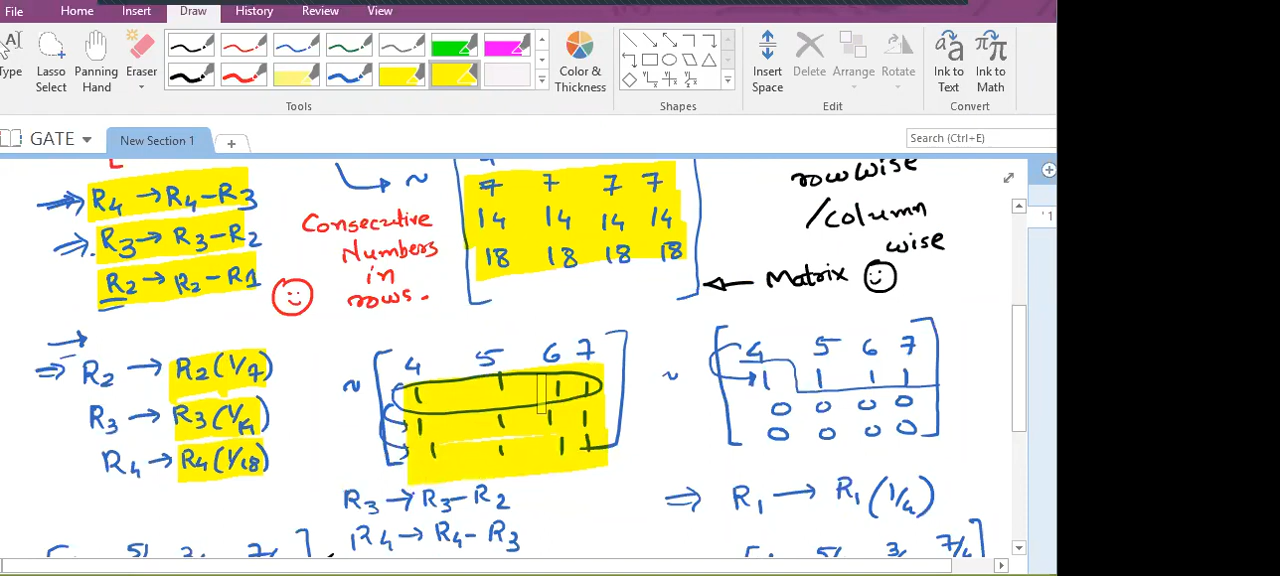 File Home Insert Draw History Review View
Type
Lasso Select
Panning Hand
Eraser
Color & Thickness
Insert Space
Delete
Arrange
Rotate
Ink to Text
Ink to Math
Tools
Shapes
Edit
Convert
GATE
New Section 1
+
Search (Ctrl+E)
R4 → R4-R3
R3 → R3-R2
R2 → R2-R1
Consecutive
Numbers
in
rows.
~
7 7 7 7
14 14 14 14
18 18 18 18
rowwise
/column
wise
Matrix
⇒ R2 → R2(1/7)
R3 → R3(1/14)
R4 → R4(1/18)
~
4 5 6 7
1 1 1 1
1 1 1 1
1 1 1 1
R3 → R3-R2
R4 → R4-R3
~
4 5 6 7
1 1 1 1
0 0 0 0
0 0 0 0
⇒ R1 → R1(1/4)
7/4